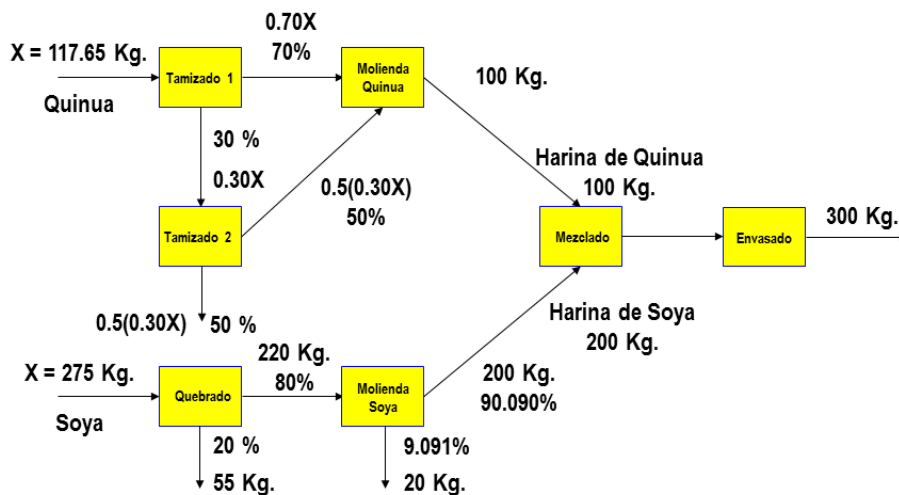 0.70X
70%
X = 117.65 Kg.
Quinua
Tamizado 1
Molienda
Quinua
100 Kg.
30 %
0.30X
0.5(0.30X)
50%
Harina de Quinua
100 Kg.
Tamizado 2
Mezclado
Envasado
300 Kg.
0.5(0.30X)
50 %
Harina de Soya
200 Kg.
X = 275 Kg.
Soya
Quebrado
220 Kg.
80%
Molienda
Soya
200 Kg.
90.090%
20 %
55 Kg.
9.091%
20 Kg.